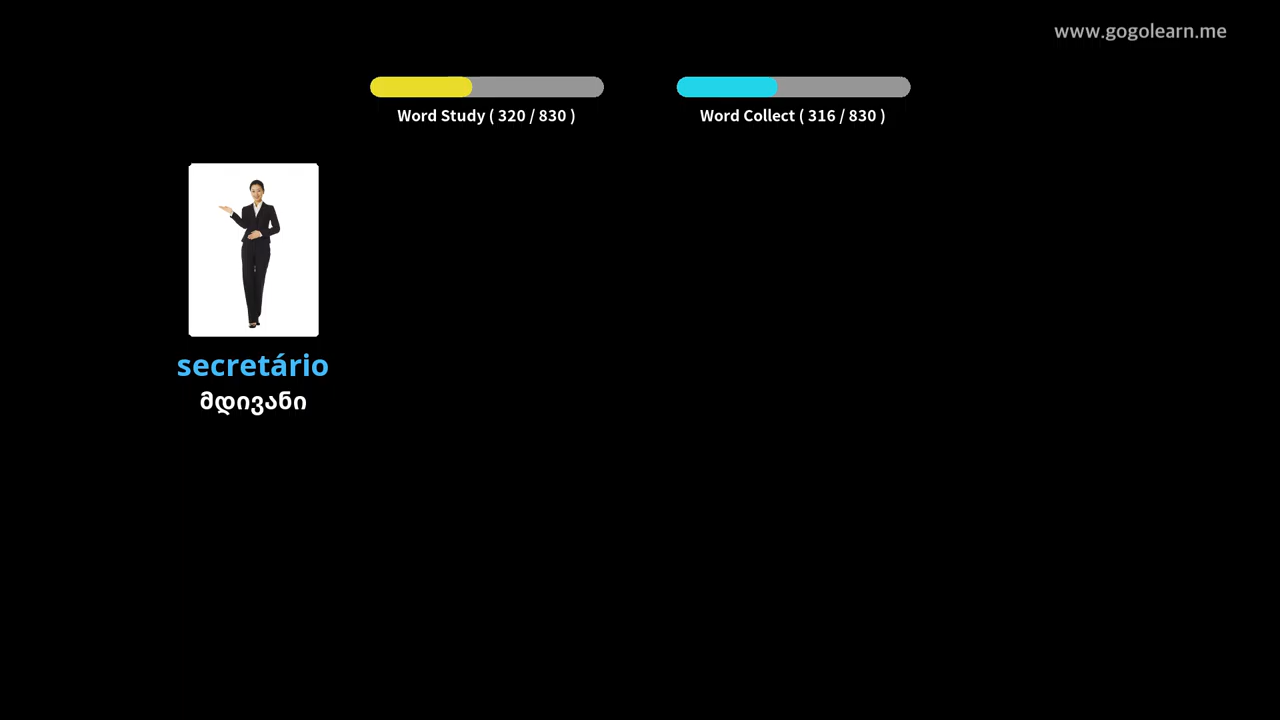 www.gogolearn.me
Word Study ( 320 / 830 )
Word Collect ( 316 / 830 )
secretário
მდივანი